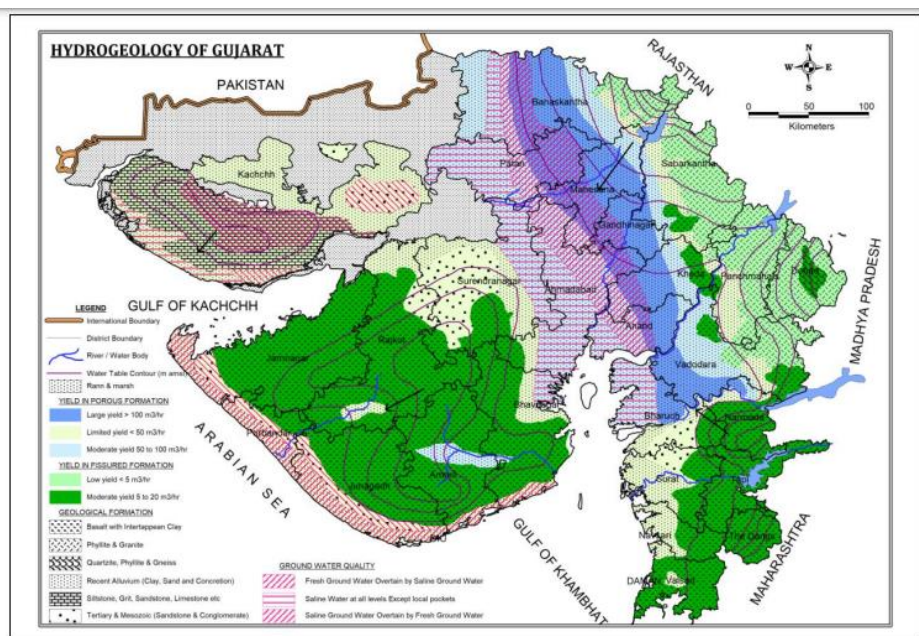 HYDROGEOLOGY OF GUJARAT
PAKISTAN
RAJASTHAN
N
W E
S
0 50 100
Kilometers
Banaskantha
Kachchh
Patan
Sabarkantha
Mahesana
Gandhinagar
Surendranagar
Ahmadabad
Kheda
Panchmahals
Dohad
MADHYA PRADESH
GULF OF KACHCHH
Anand
Vadodara
Jamnagar
Rajkot
Bhavnagar
Bharuch
Narmada
Porbandar
Amreli
Junagadh
Surat
Tapi
ARABIAN SEA
GULF OF KHAMBHAT
Navsari
The Dangs
DAMAN
Valsad
MAHARASHTRA
LEGEND
International Boundary
District Boundary
River / Water Body
Water Table Contour (m amsl)
Rann & marsh
YIELD IN POROUS FORMATION
Large yield > 100 m3/hr
Limited yield < 50 m3/hr
Moderate yield 50 to 100 m3/hr
YIELD IN FISSURED FORMATION
Low yield < 5 m3/hr
Moderate yield 5 to 20 m3/hr
GEOLOGICAL FORMATION
Basalt with Intertappean Clay
Phyllite & Granite
Quartzite, Phyllite & Gneiss
Recent Alluvium (Clay, Sand and Concretion)
Siltstone, Grit, Sandstone, Limestone etc
Tertiary & Mesozoic (Sandstone & Conglomerate)
GROUND WATER QUALITY
Fresh Ground Water Overtain by Saline Ground Water
Saline Water at all levels Except local pockets
Saline Ground Water Overtain by Fresh Ground Water